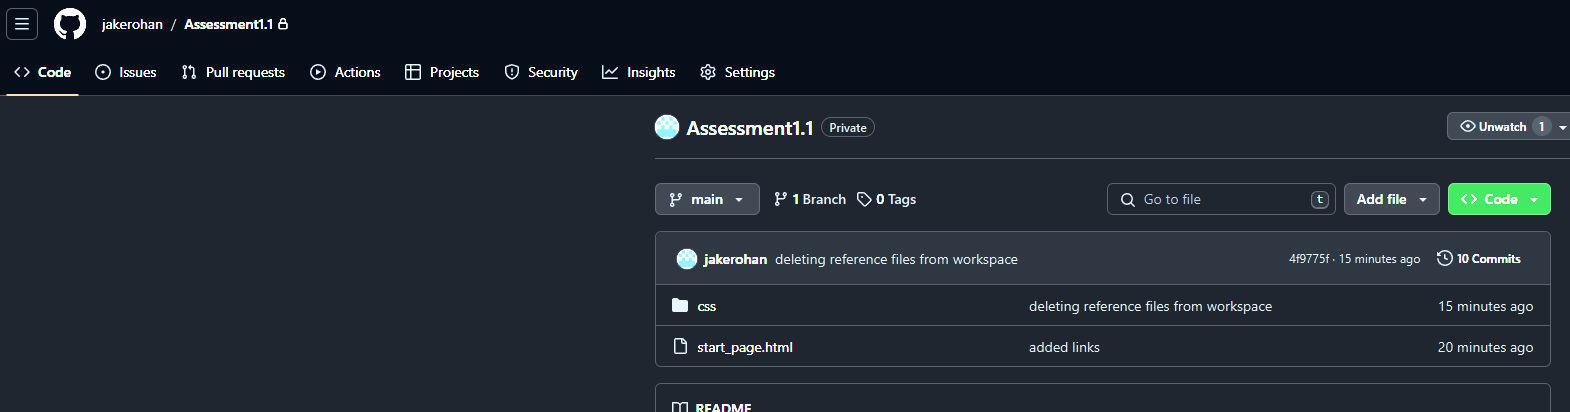 jakerohan / Assessment1.1
Code Issues Pull requests Actions Projects Security Insights Settings
Assessment1.1 Private Unwatch 1
main 1 Branch 0 Tags Go to file t Add file Code
jakerohan deleting reference files from workspace 4f9775f · 15 minutes ago 10 Commits
css deleting reference files from workspace 15 minutes ago
start_page.html added links 20 minutes ago
README